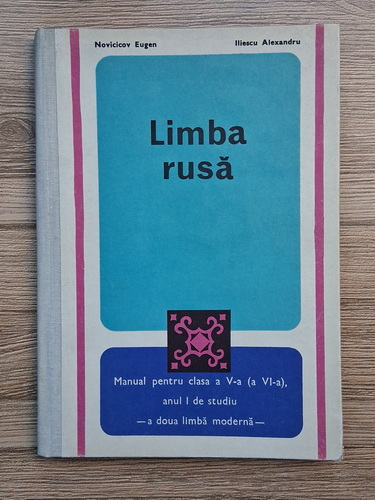 Novicicov Eugen Iliescu Alexandru
Limba
rusă
Manual pentru clasa a V-a (a VI-a),
anul I de studiu
—a doua limbă modernă—